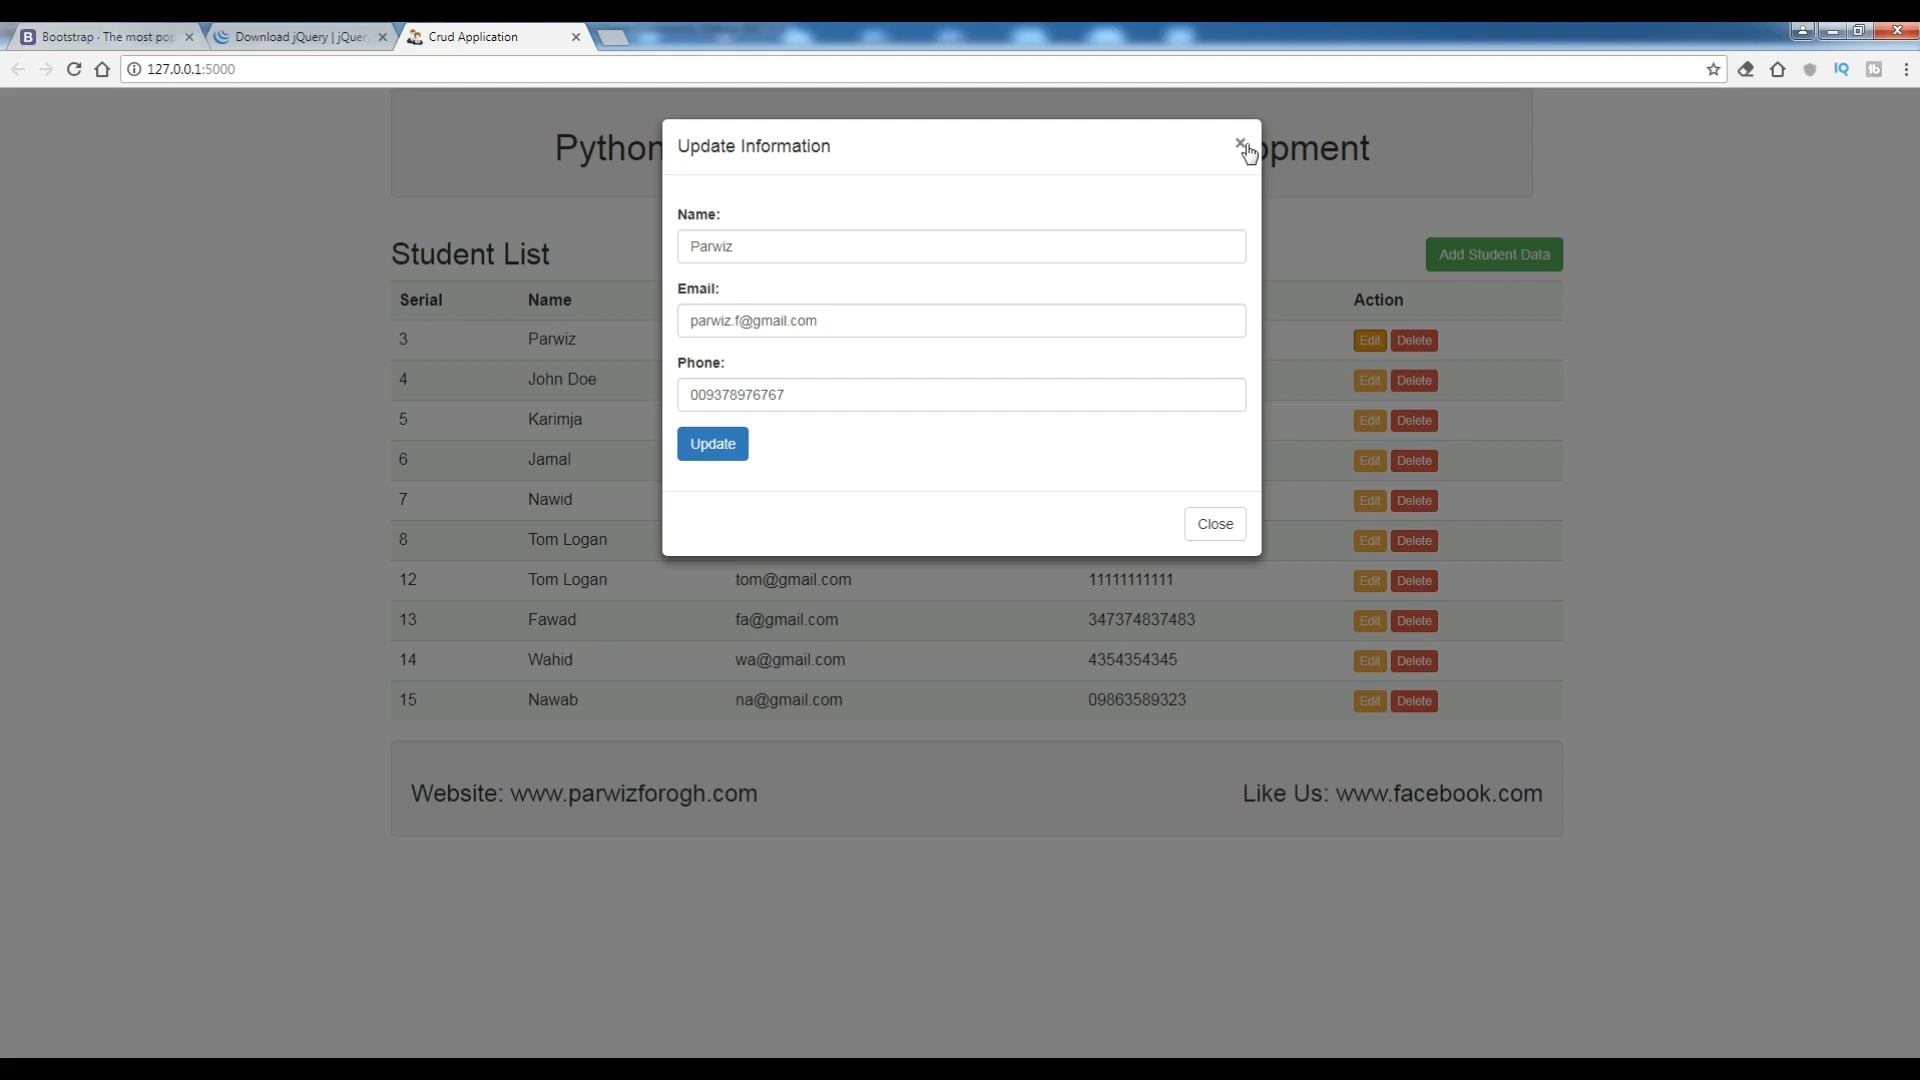 Bootstrap · The most pop
Download jQuery | jQuer
Crud Application
127.0.0.1:5000
IQ
Python
opment
Update Information
×
Name:
Parwiz
Email:
parwiz.f@gmail.com
Phone:
009378976767
Update
Close
Student List
Add Student Data
Serial Name Action
3 Parwiz Edit Delete
4 John Doe Edit Delete
5 Karimja Edit Delete
6 Jamal Edit Delete
7 Nawid Edit Delete
8 Tom Logan Edit Delete
12 Tom Logan tom@gmail.com 11111111111 Edit Delete
13 Fawad fa@gmail.com 347374837483 Edit Delete
14 Wahid wa@gmail.com 4354354345 Edit Delete
15 Nawab na@gmail.com 09863589323 Edit Delete
Website: www.parwizforogh.com Like Us: www.facebook.com